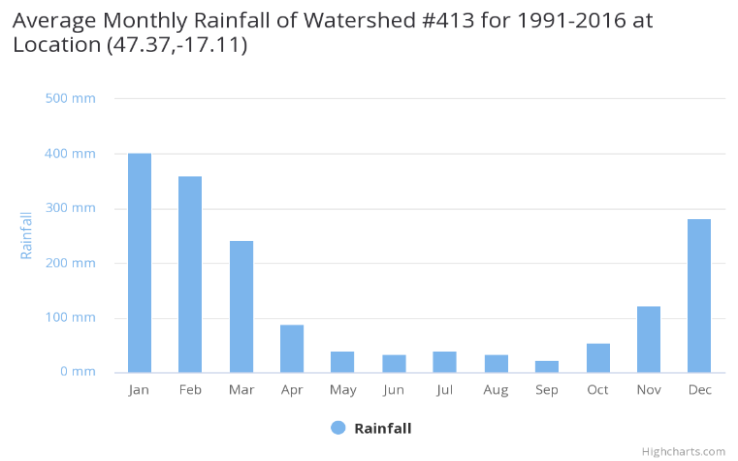 Average Monthly Rainfall of Watershed #413 for 1991-2016 at
Location (47.37,-17.11)
500 mm
400 mm
300 mm
200 mm
100 mm
0 mm
Rainfall
Jan Feb Mar Apr May Jun Jul Aug Sep Oct Nov Dec
Rainfall
Highcharts.com